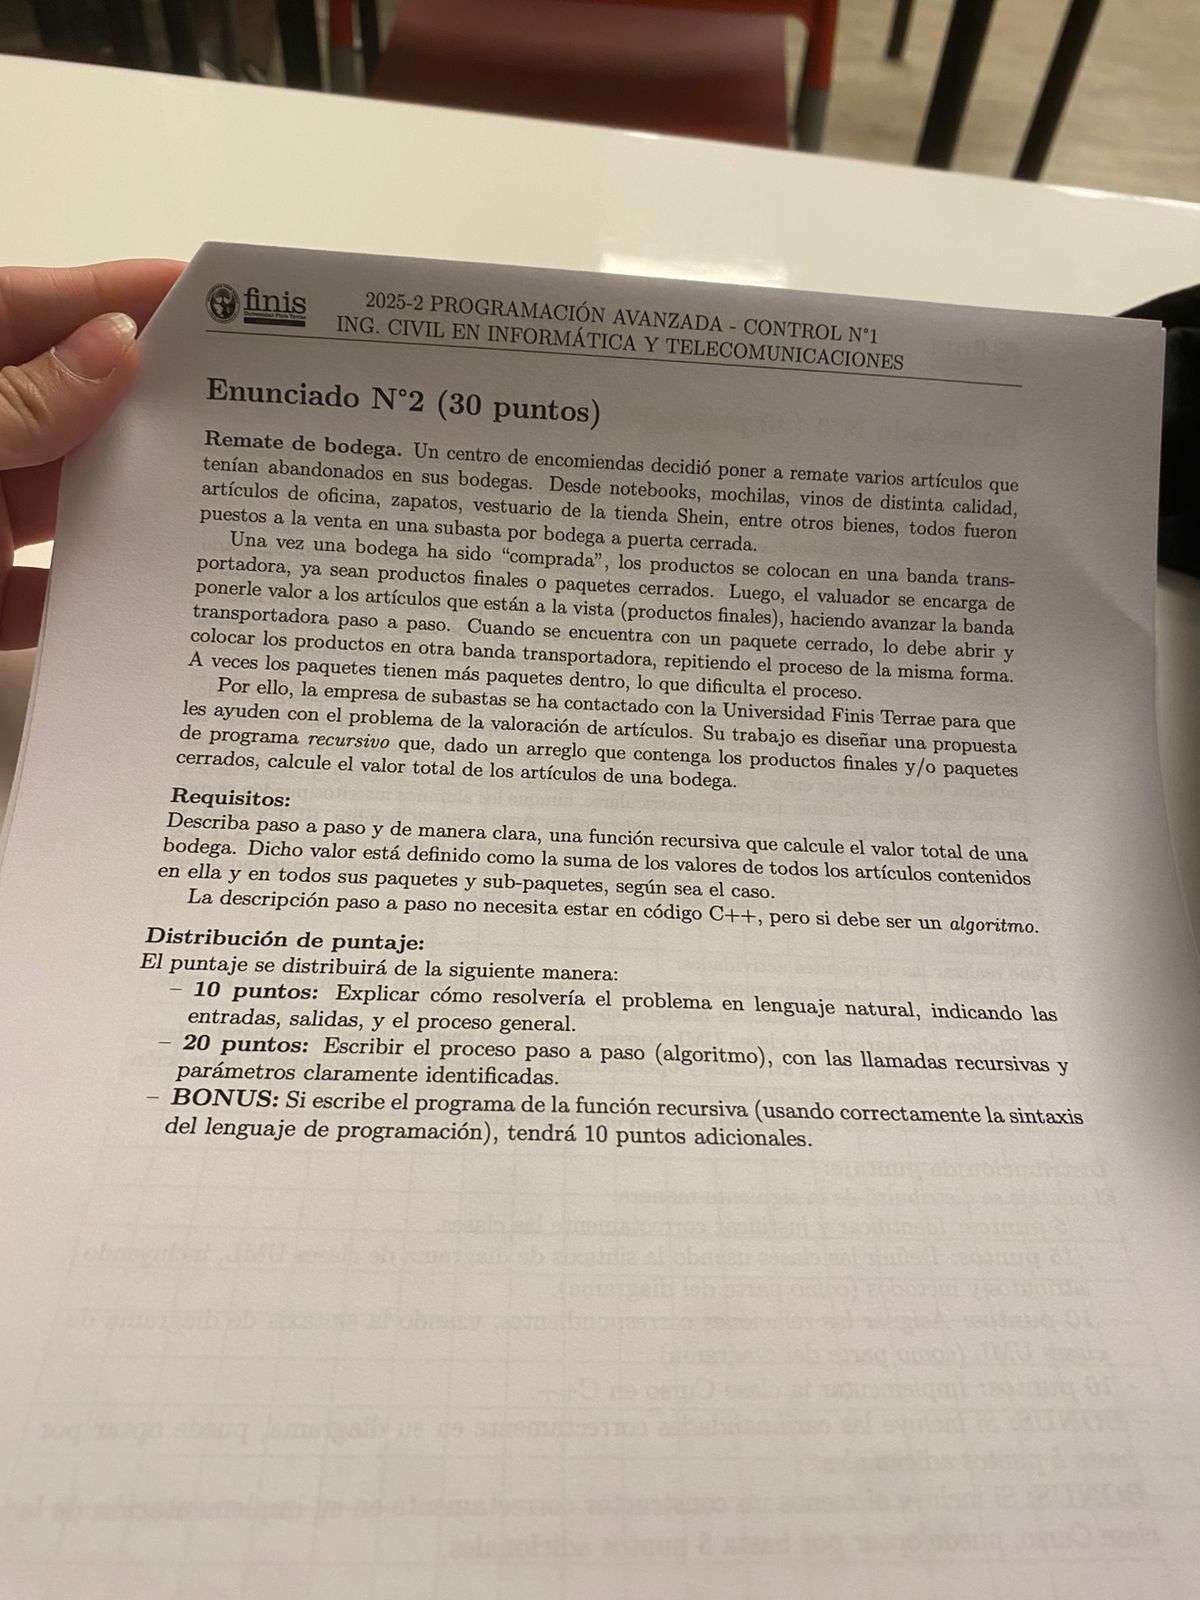 finis
2025-2 PROGRAMACIÓN AVANZADA - CONTROL N°1
ING. CIVIL EN INFORMÁTICA Y TELECOMUNICACIONES
Enunciado N°2 (30 puntos)
Remate de bodega. Un centro de encomiendas decidió poner a remate varios artículos que
tenían abandonados en sus bodegas. Desde notebooks, mochilas, vinos de distinta calidad,
artículos de oficina, zapatos, vestuario de la tienda Shein, entre otros bienes, todos fueron
puestos a la venta en una subasta por bodega a puerta cerrada.
Una vez una bodega ha sido “comprada”, los productos se colocan en una banda trans-
portadora, ya sean productos finales o paquetes cerrados. Luego, el valuador se encarga de
ponerle valor a los artículos que están a la vista (productos finales), haciendo avanzar la banda
transportadora paso a paso. Cuando se encuentra con un paquete cerrado, lo debe abrir y
colocar los productos en otra banda transportadora, repitiendo el proceso de la misma forma.
A veces los paquetes tienen más paquetes dentro, lo que dificulta el proceso.
Por ello, la empresa de subastas se ha contactado con la Universidad Finis Terrae para que
les ayuden con el problema de la valoración de artículos. Su trabajo es diseñar una propuesta
de programa recursivo que, dado un arreglo que contenga los productos finales y/o paquetes
cerrados, calcule el valor total de los artículos de una bodega.
Requisitos:
Describa paso a paso y de manera clara, una función recursiva que calcule el valor total de una
bodega. Dicho valor está definido como la suma de los valores de todos los artículos contenidos
en ella y en todos sus paquetes y sub-paquetes, según sea el caso.
La descripción paso a paso no necesita estar en código C++, pero si debe ser un algoritmo.
Distribución de puntaje:
El puntaje se distribuirá de la siguiente manera:
– 10 puntos: Explicar cómo resolvería el problema en lenguaje natural, indicando las
entradas, salidas, y el proceso general.
– 20 puntos: Escribir el proceso paso a paso (algoritmo), con las llamadas recursivas y
parámetros claramente identificadas.
– BONUS: Si escribe el programa de la función recursiva (usando correctamente la sintaxis
del lenguaje de programación), tendrá 10 puntos adicionales.